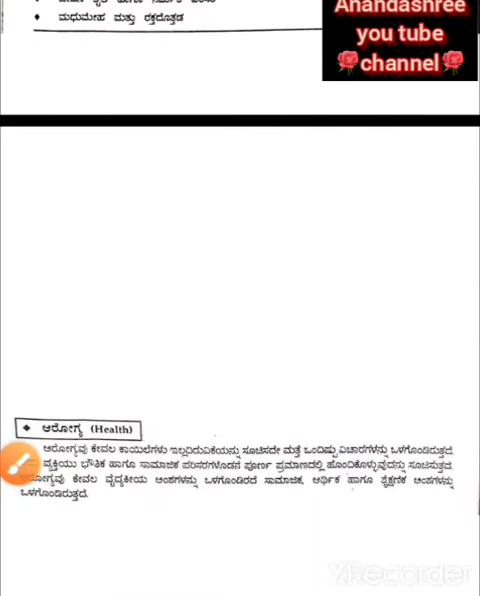 ♦ ಮಧುಮೇಹ ಮತ್ತು ರಕ್ತದೊತ್ತಡ
Anandashree
you tube
🌹channel🌹
◆ ಆರೋಗ್ಯ (Health)
ಆರೋಗ್ಯವು ಕೇವಲ ಕಾಯಿಲೆಗಳು ಇಲ್ಲದಿರುವಿಕೆಯನ್ನು ಸೂಚಿಸದೇ ಮತ್ತೆ ಒಂದಿಷ್ಟು ವಿಚಾರಗಳನ್ನು ಒಳಗೊಂಡಿರುತ್ತದೆ.
ವ್ಯಕ್ತಿಯು ಭೌತಿಕ ಹಾಗೂ ಸಾಮಾಜಿಕ ಪರಿಸರಗಳೊಡನೆ ಪೂರ್ಣ ಪ್ರಮಾಣದಲ್ಲಿ ಹೊಂದಿಕೊಳ್ಳುವುದನ್ನು ಸೂಚಿಸುತ್ತದೆ.
ಕೇವಲ ವೈದ್ಯಕೀಯ ಅಂಶಗಳನ್ನು ಒಳಗೊಂಡಿರದೆ ಸಾಮಾಜಿಕ, ಆರ್ಥಿಕ ಹಾಗೂ ಶೈಕ್ಷಣಿಕ ಅಂಶಗಳನ್ನು
ಒಳಗೊಂಡಿರುತ್ತದೆ.
XRecorder